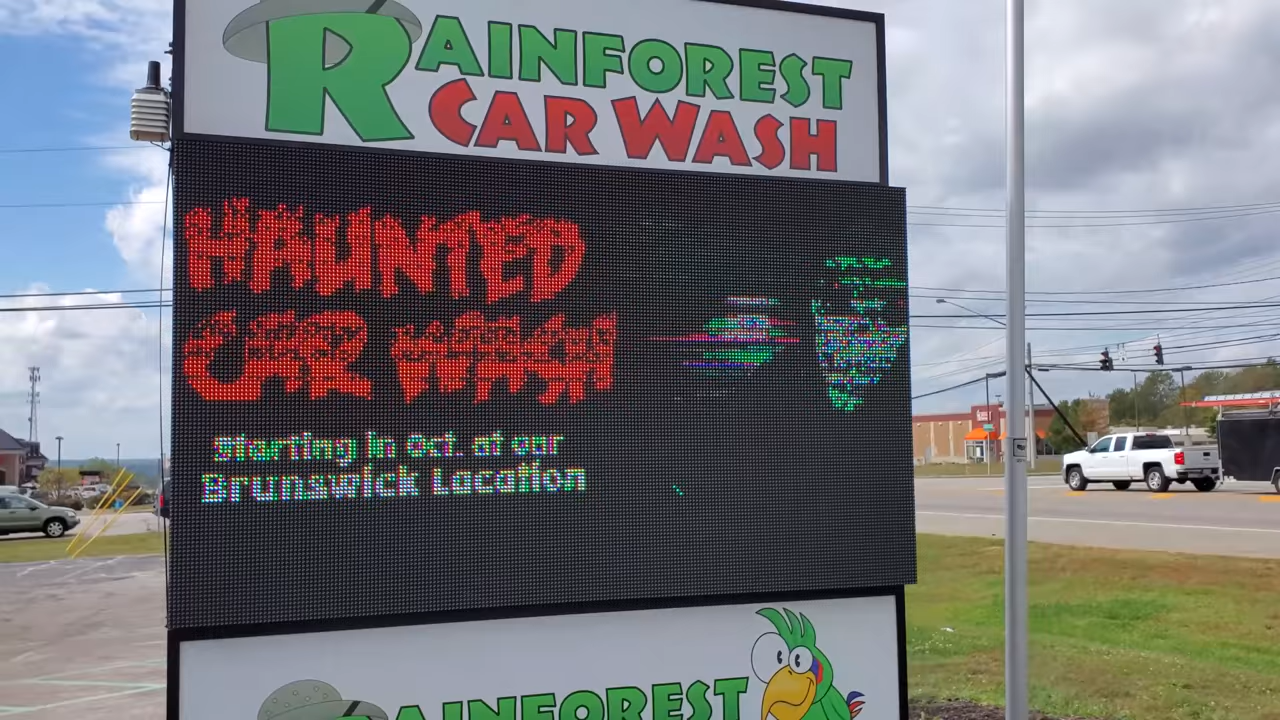 RAINFOREST
CAR WASH
HAUNTED
CAR WASH
Starting in Oct. at our
Brunswick Location
RAINFOREST